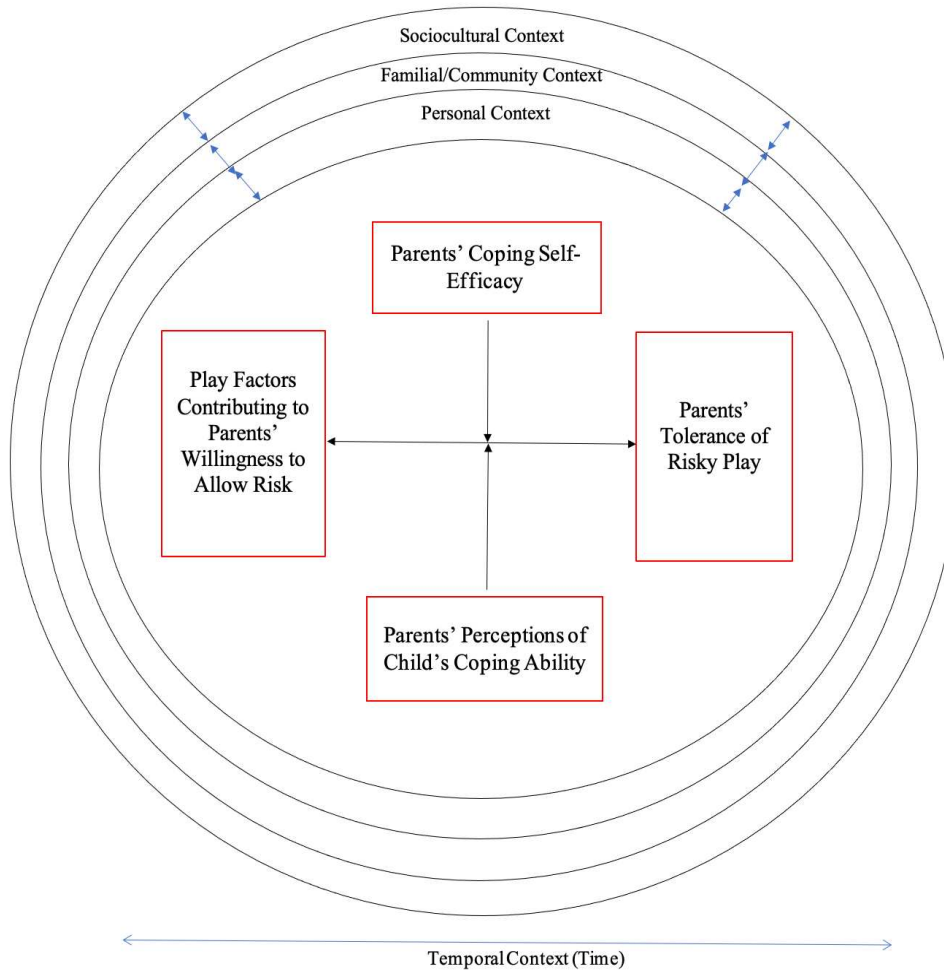 Sociocultural Context
Familial/Community Context
Personal Context
Parents’ Coping Self-
Efficacy
Play Factors
Contributing to
Parents’
Willingness to
Allow Risk
Parents’
Tolerance of
Risky Play
Parents’ Perceptions of
Child’s Coping Ability
Temporal Context (Time)